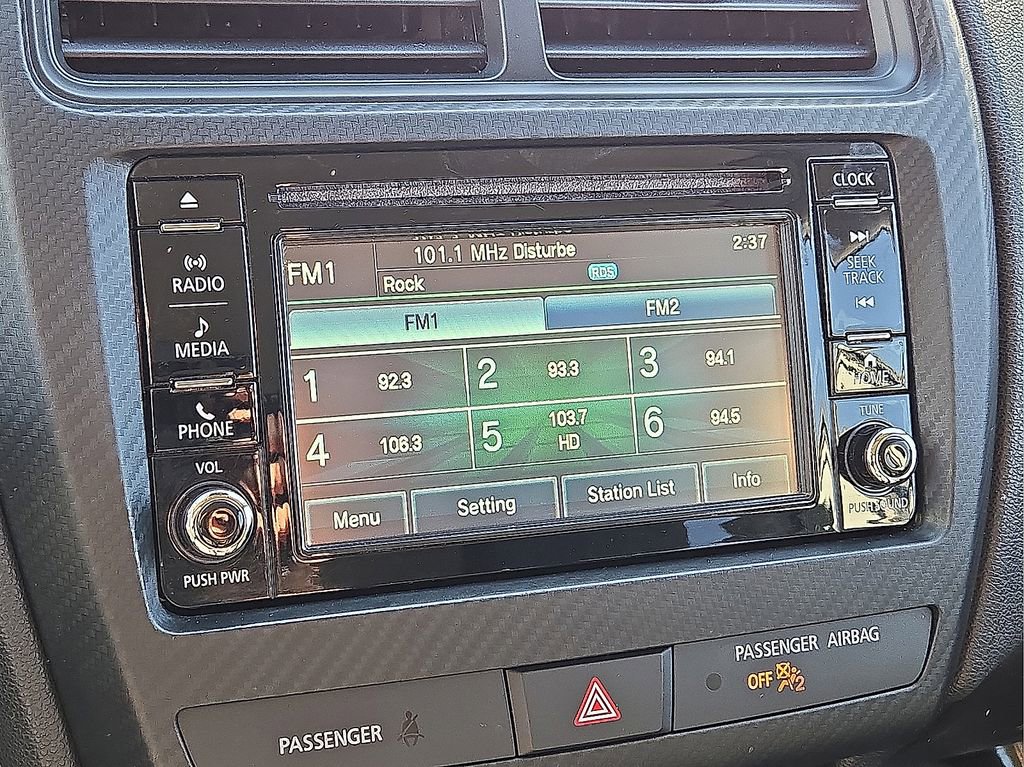 CLOCK
RADIO
MEDIA
PHONE
VOL
PUSH PWR
FM1
101.1 MHz Disturbe
2:37
Rock
RDS
FM1
FM2
1 92.3
2 93.3
3 94.1
4 106.3
5 103.7
HD
6 94.5
Menu
Setting
Station List
Info
SEEK
TRACK
HOME
TUNE
PUSH SOUND
PASSENGER
PASSENGER AIRBAG
OFF 2